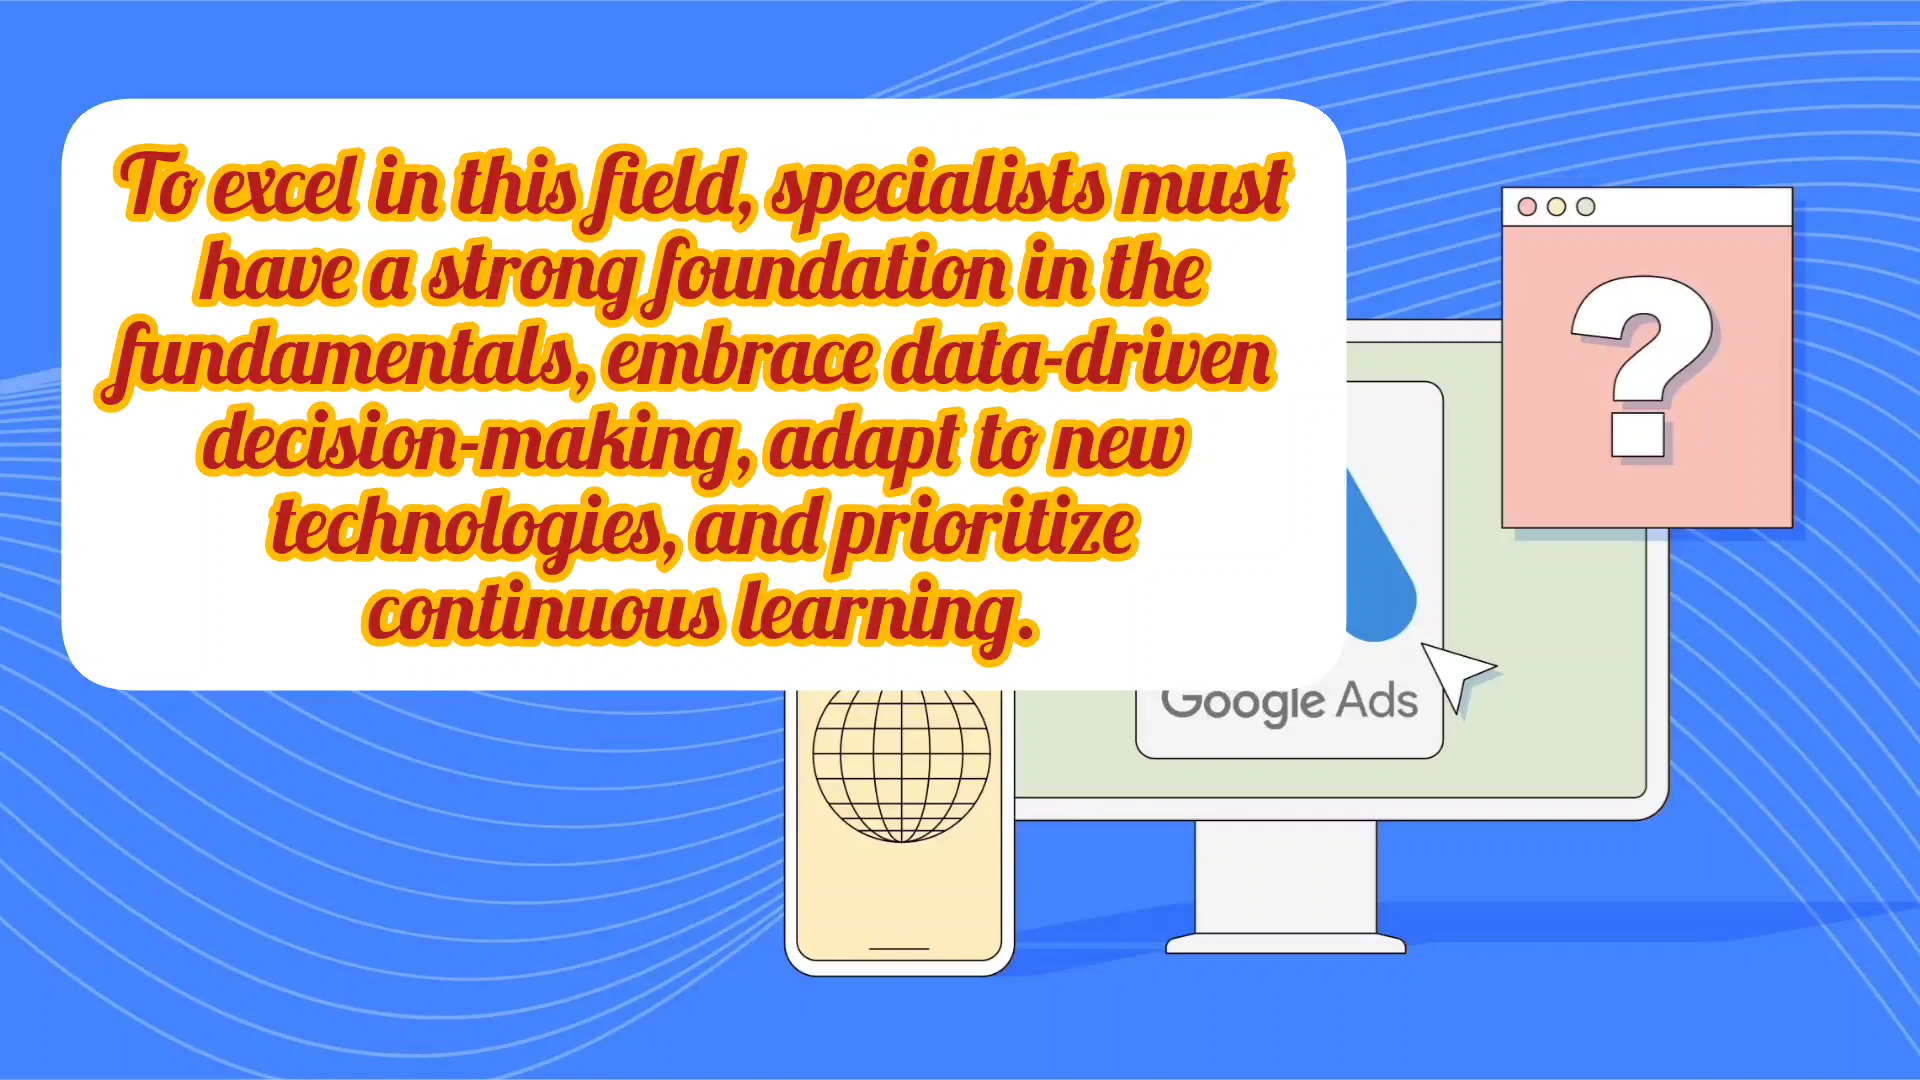 To excel in this field, specialists must
have a strong foundation in the
fundamentals, embrace data-driven
decision-making, adapt to new
technologies, and prioritize
continuous learning.
?
Google Ads